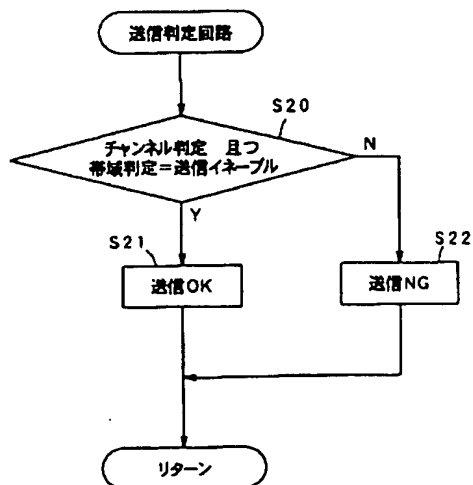 送信判定回路
S20
チャンネル判定 且つ
帯域判定=送信イネーブル
N
Y
S21
送信OK
S22
送信NG
リターン